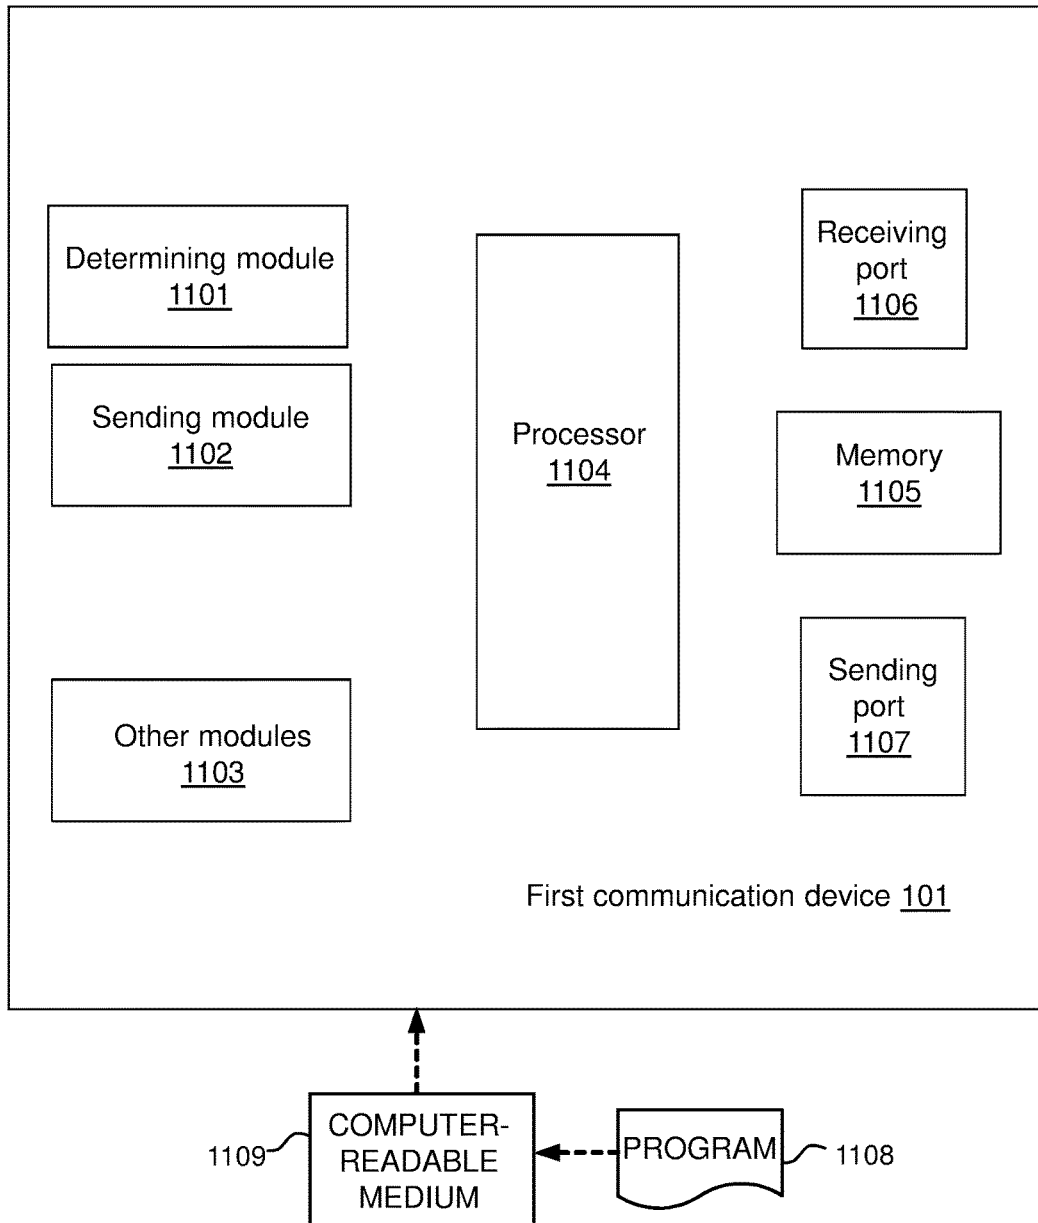 Determining module
1101
Sending module
1102
Other modules
1103
Processor
1104
Receiving
port
1106
Memory
1105
Sending
port
1107
First communication device 101
1109
COMPUTER-
READABLE
MEDIUM
PROGRAM
1108